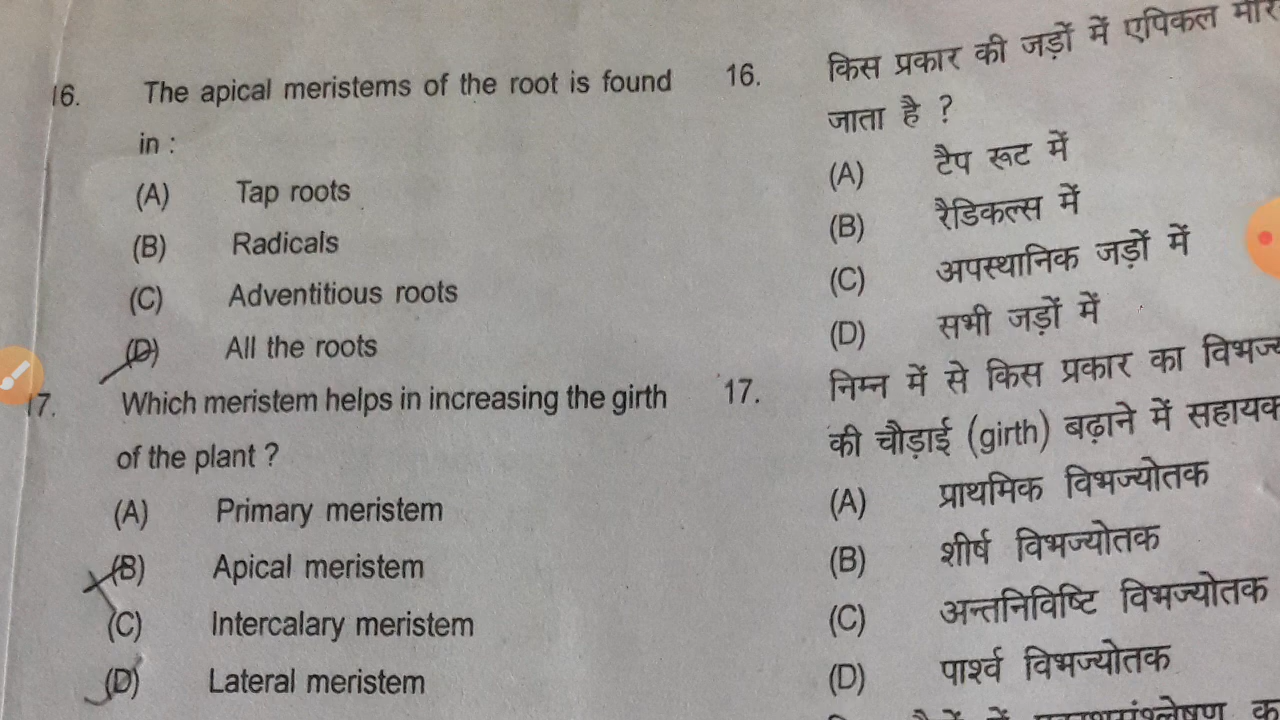 16. The apical meristems of the root is found
in :
(A) Tap roots
(B) Radicals
(C) Adventitious roots
(D) All the roots
17. Which meristem helps in increasing the girth
of the plant ?
(A) Primary meristem
(B) Apical meristem
(C) Intercalary meristem
(D) Lateral meristem
16. किस प्रकार की जड़ों में एपिकल
जाता है ?
(A) टैप रूट में
(B) रैडिकल्स में
(C) अपस्थानिक जड़ों में
(D) सभी जड़ों में
17. निम्न में से किस प्रकार का
की चौड़ाई (girth) बढ़ाने में सहायक
(A) प्राथमिक विभज्योतक
(B) शीर्ष विभज्योतक
(C) अन्तनिविष्टि विभज्योतक
(D) पार्श्व विभज्योतक